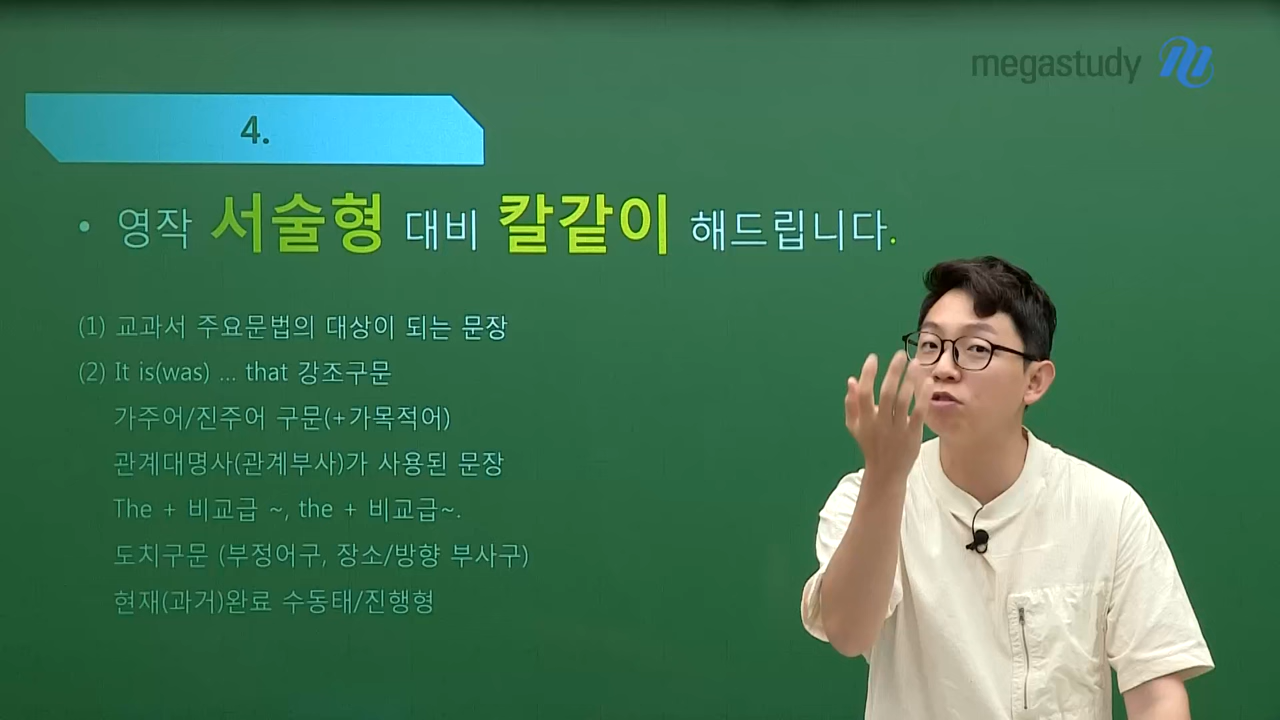 megastudy
4.
• 영작 서술형 대비 칼같이 해드립니다.
(1) 교과서 주요문법의 대상이 되는 문장
(2) It is(was) ... that 강조구문
가주어/진주어 구문(+가목적어)
관계대명사(관계부사)가 사용된 문장
The + 비교급 ~, the + 비교급~.
도치구문 (부정어구, 장소/방향 부사구)
현재(과거)완료 수동태/진행형